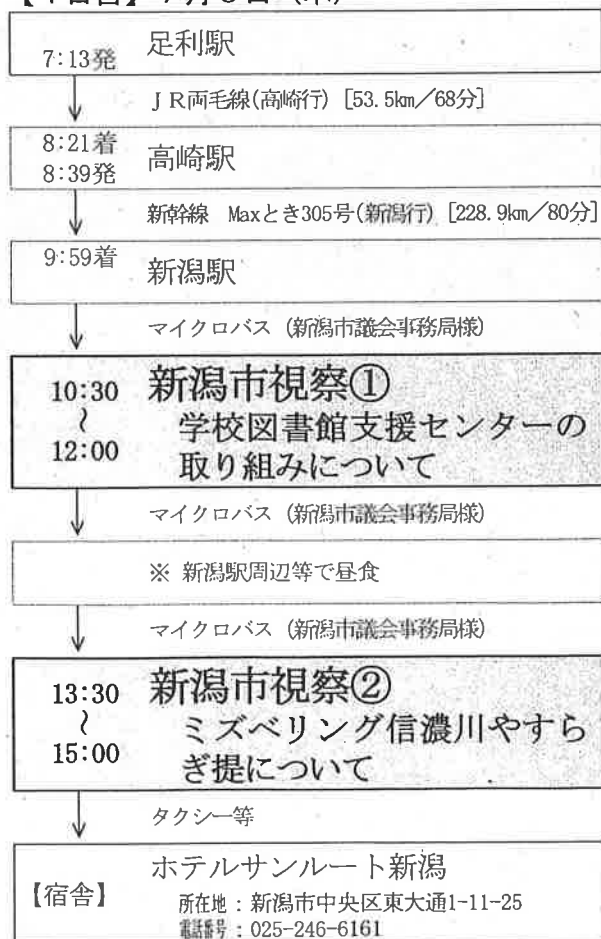 足利駅
7:13発
JR両毛線(高崎行) [53.5km／68分]
8:21着
8:39発
高崎駅
新幹線 Maxとき305号(新潟行) [228.9km／80分]
9:59着
新潟駅
マイクロバス (新潟市議会事務局様)
10:30
～
12:00
新潟市視察①
学校図書館支援センターの
取り組みについて
マイクロバス (新潟市議会事務局様)
※ 新潟駅周辺等で昼食
マイクロバス (新潟市議会事務局様)
13:30
～
15:00
新潟市視察②
ミズベリング信濃川やすら
ぎ提について
タクシー等
【宿舎】
ホテルサンルート新潟
所在地：新潟市中央区東大通1-11-25
電話番号：025-246-6161